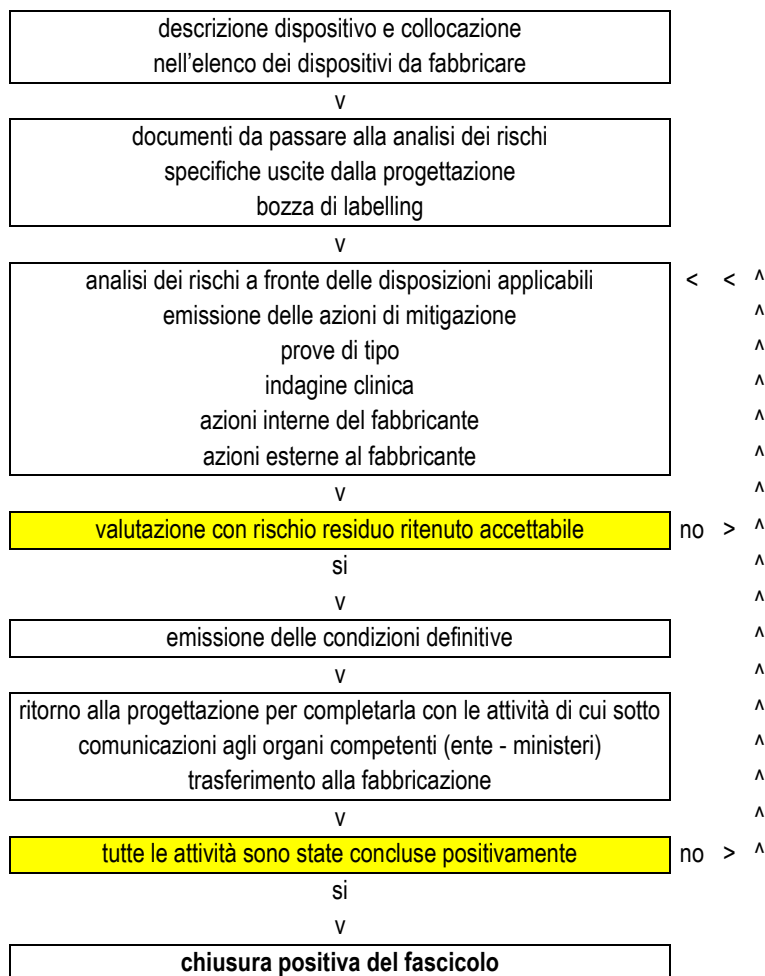 descrizione dispositivo e collocazione
nell'elenco dei dispositivi da fabbricare
v
documenti da passare alla analisi dei rischi
specifiche uscite dalla progettazione
bozza di labelling
v
analisi dei rischi a fronte delle disposizioni applicabili < < ^
emissione delle azioni di mitigazione ^
prove di tipo ^
indagine clinica ^
azioni interne del fabbricante ^
azioni esterne al fabbricante ^
v ^
valutazione con rischio residuo ritenuto accettabile no > ^
si ^
v ^
emissione delle condizioni definitive ^
v ^
ritorno alla progettazione per completarla con le attività di cui sotto ^
comunicazioni agli organi competenti (ente - ministeri) ^
trasferimento alla fabbricazione ^
v ^
tutte le attività sono state concluse positivamente no > ^
si
v
chiusura positiva del fascicolo